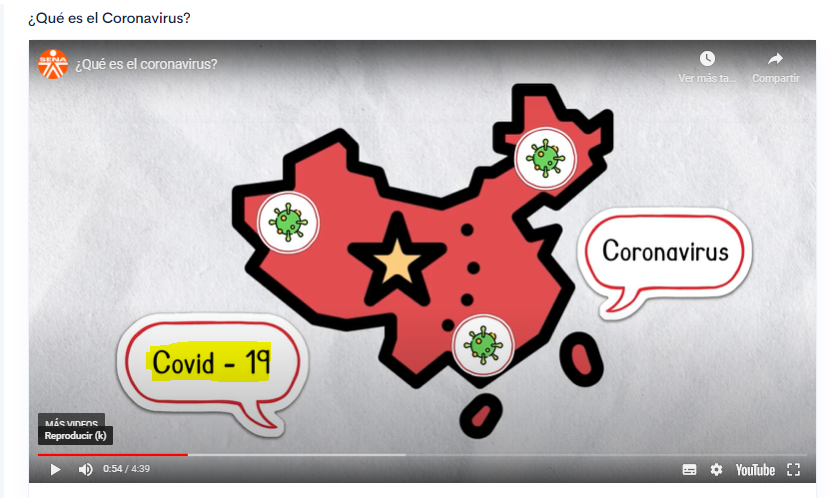 ¿Qué es el Coronavirus?
SENA
¿Qué es el coronavirus?
Ver más ta...
Compartir
Coronavirus
Covid - 19
MÁS VIDEOS
Reproducir (k)
0:54 / 4:39
YouTube